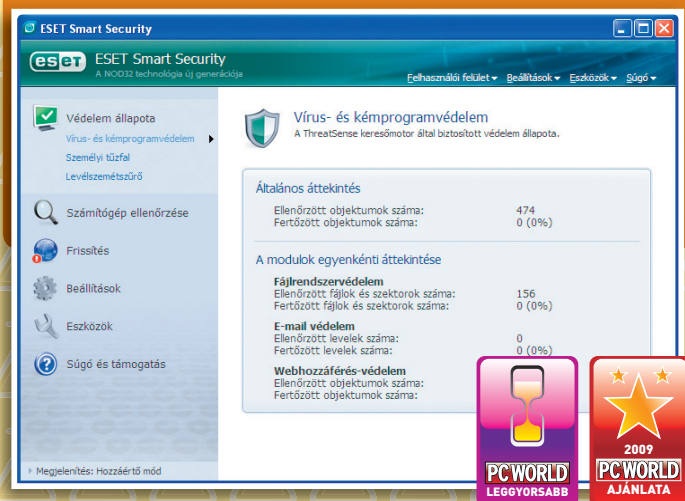 ESET Smart Security
eseT ESET Smart Security
A NOD32 technológia új generációja
Felhasználói felület Beállítások Eszközök Súgó
Védelem állapota
Vírus- és kémprogramvédelem
Személyi tűzfal
Levélszemétszűrő
Számítógép ellenőrzése
Frissítés
Beállítások
Eszközök
Súgó és támogatás
Megjelenítés: Hozzáértő mód
Vírus- és kémprogramvédelem
A ThreatSense keresőmotor által biztosított védelem állapota.
Általános áttekintés
Ellenőrzött objektumok száma: 474
Fertőzött objektumok száma: 0 (0%)
A modulok egyenkénti áttekintése
Fájlrendszervédelem
Ellenőrzött fájlok és szektorok száma: 156
Fertőzött fájlok és szektorok száma: 0 (0%)
E-mail védelem
Ellenőrzött levelek száma: 0
Fertőzött levelek száma: 0 (0%)
Webhozzáférés-védelem
Ellenőrzött objektumok száma:
Fertőzött objektumok száma:
PC WORLD
LEGGYORSABB
2009
PC WORLD
AJÁNLATA